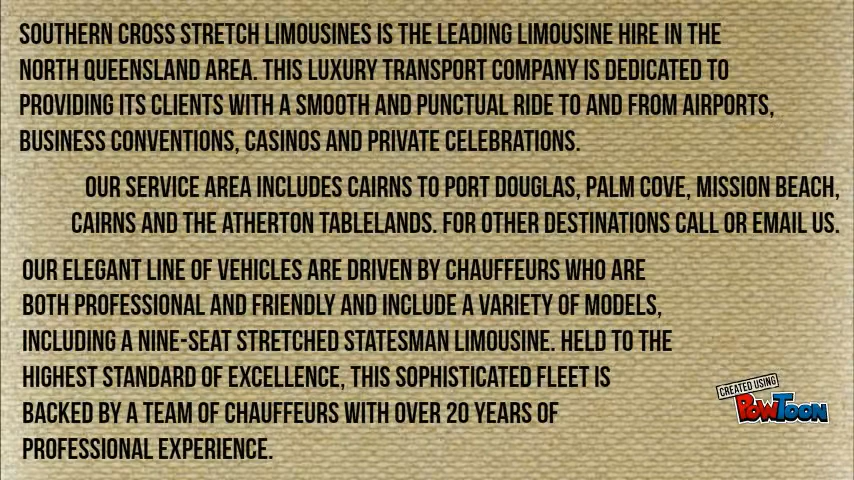 SOUTHERN CROSS STRETCH LIMOUSINES IS THE LEADING LIMOUSINE HIRE IN THE
NORTH QUEENSLAND AREA. THIS LUXURY TRANSPORT COMPANY IS DEDICATED TO
PROVIDING ITS CLIENTS WITH A SMOOTH AND PUNCTUAL RIDE TO AND FROM AIRPORTS,
BUSINESS CONVENTIONS, CASINOS AND PRIVATE CELEBRATIONS.
OUR SERVICE AREA INCLUDES CAIRNS TO PORT DOUGLAS, PALM COVE, MISSION BEACH,
CAIRNS AND THE ATHERTON TABLELANDS. FOR OTHER DESTINATIONS CALL OR EMAIL US.
OUR ELEGANT LINE OF VEHICLES ARE DRIVEN BY CHAUFFEURS WHO ARE
BOTH PROFESSIONAL AND FRIENDLY AND INCLUDE A VARIETY OF MODELS,
INCLUDING A NINE-SEAT STRETCHED STATESMAN LIMOUSINE. HELD TO THE
HIGHEST STANDARD OF EXCELLENCE, THIS SOPHISTICATED FLEET IS
BACKED BY A TEAM OF CHAUFFEURS WITH OVER 20 YEARS OF
PROFESSIONAL EXPERIENCE.
CREATED USING
POWTOON